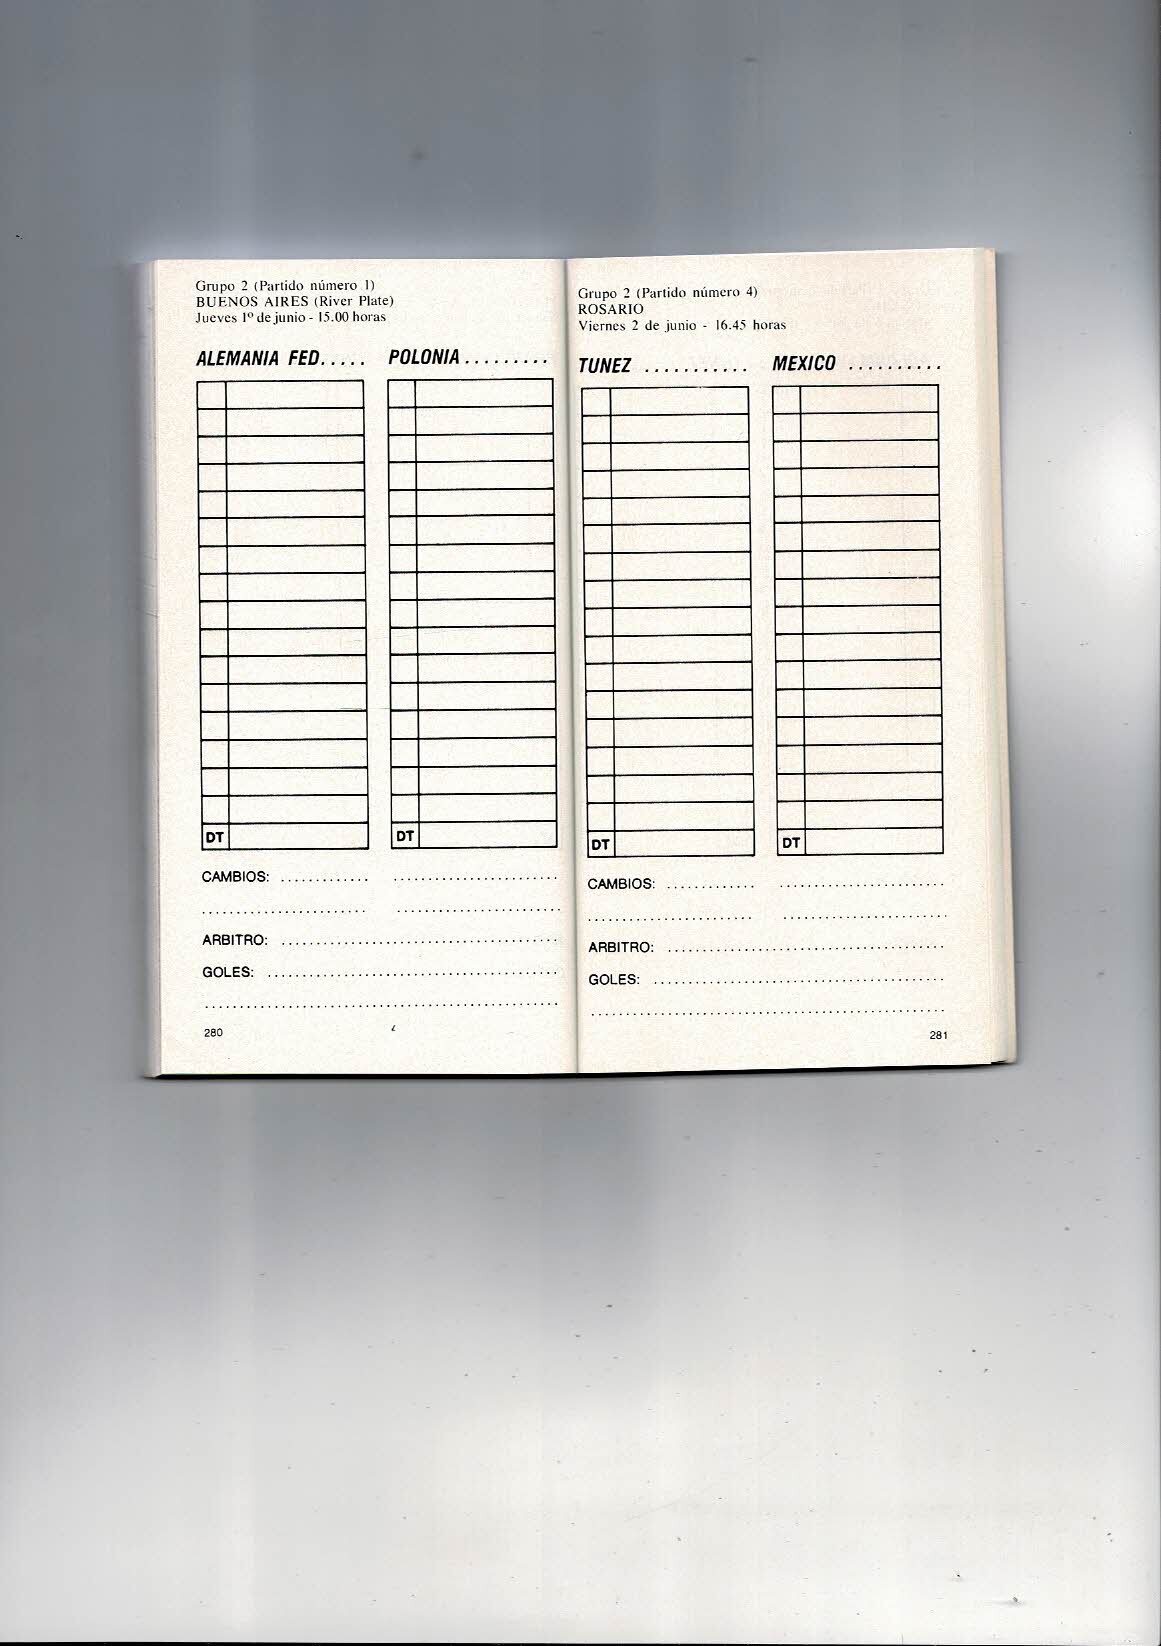 Grupo 2 (Partido número 1)
BUENOS AIRES (River Plate)
Jueves 1º de junio - 15.00 horas
ALEMANIA FED..... POLONIA.........
DT DT
CAMBIOS: ............. ........................
........................ ........................
ARBITRO: ........................................
GOLES: ..........................................
...................................................
280
Grupo 2 (Partido número 4)
ROSARIO
Viernes 2 de junio - 16.45 horas
TUNEZ ........... MEXICO ..........
DT DT
CAMBIOS: ............. ........................
........................ ........................
ARBITRO: ........................................
GOLES: ..........................................
...................................................
281